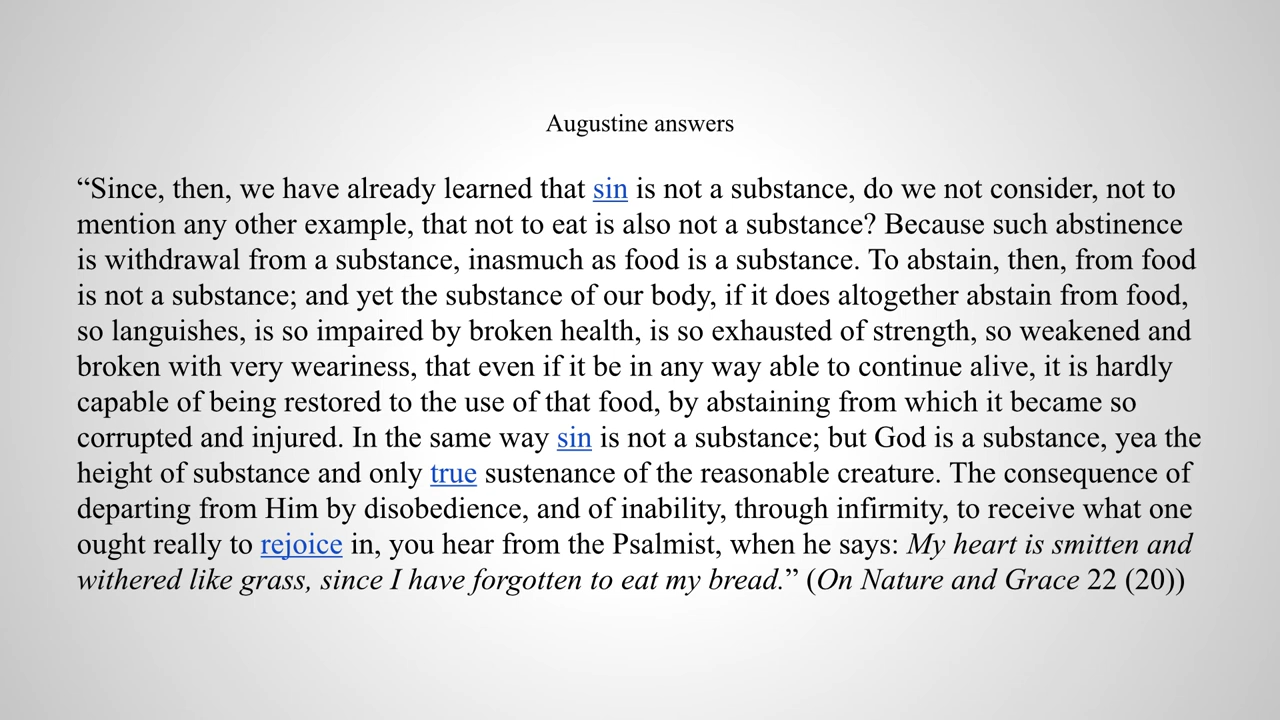 Augustine answers
“Since, then, we have already learned that sin is not a substance, do we not consider, not to
mention any other example, that not to eat is also not a substance? Because such abstinence
is withdrawal from a substance, inasmuch as food is a substance. To abstain, then, from food
is not a substance; and yet the substance of our body, if it does altogether abstain from food,
so languishes, is so impaired by broken health, is so exhausted of strength, so weakened and
broken with very weariness, that even if it be in any way able to continue alive, it is hardly
capable of being restored to the use of that food, by abstaining from which it became so
corrupted and injured. In the same way sin is not a substance; but God is a substance, yea the
height of substance and only true sustenance of the reasonable creature. The consequence of
departing from Him by disobedience, and of inability, through infirmity, to receive what one
ought really to rejoice in, you hear from the Psalmist, when he says: My heart is smitten and
withered like grass, since I have forgotten to eat my bread.” (On Nature and Grace 22 (20))